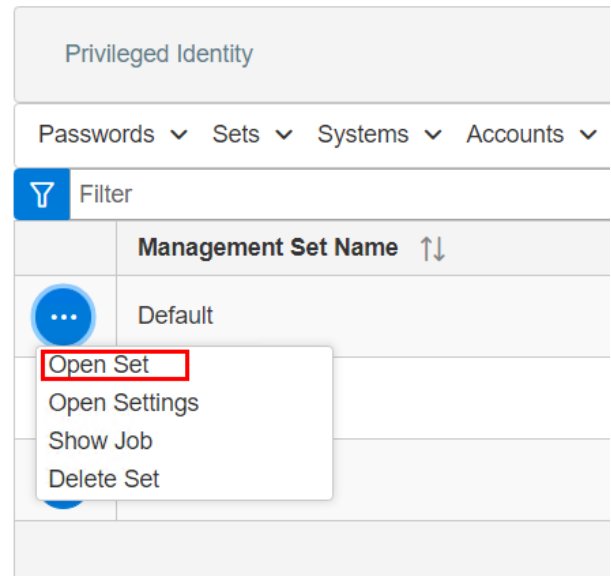 Privileged Identity
Passwords Sets Systems Accounts
Filter
Management Set Name
Default
Open Set
Open Settings
Show Job
Delete Set